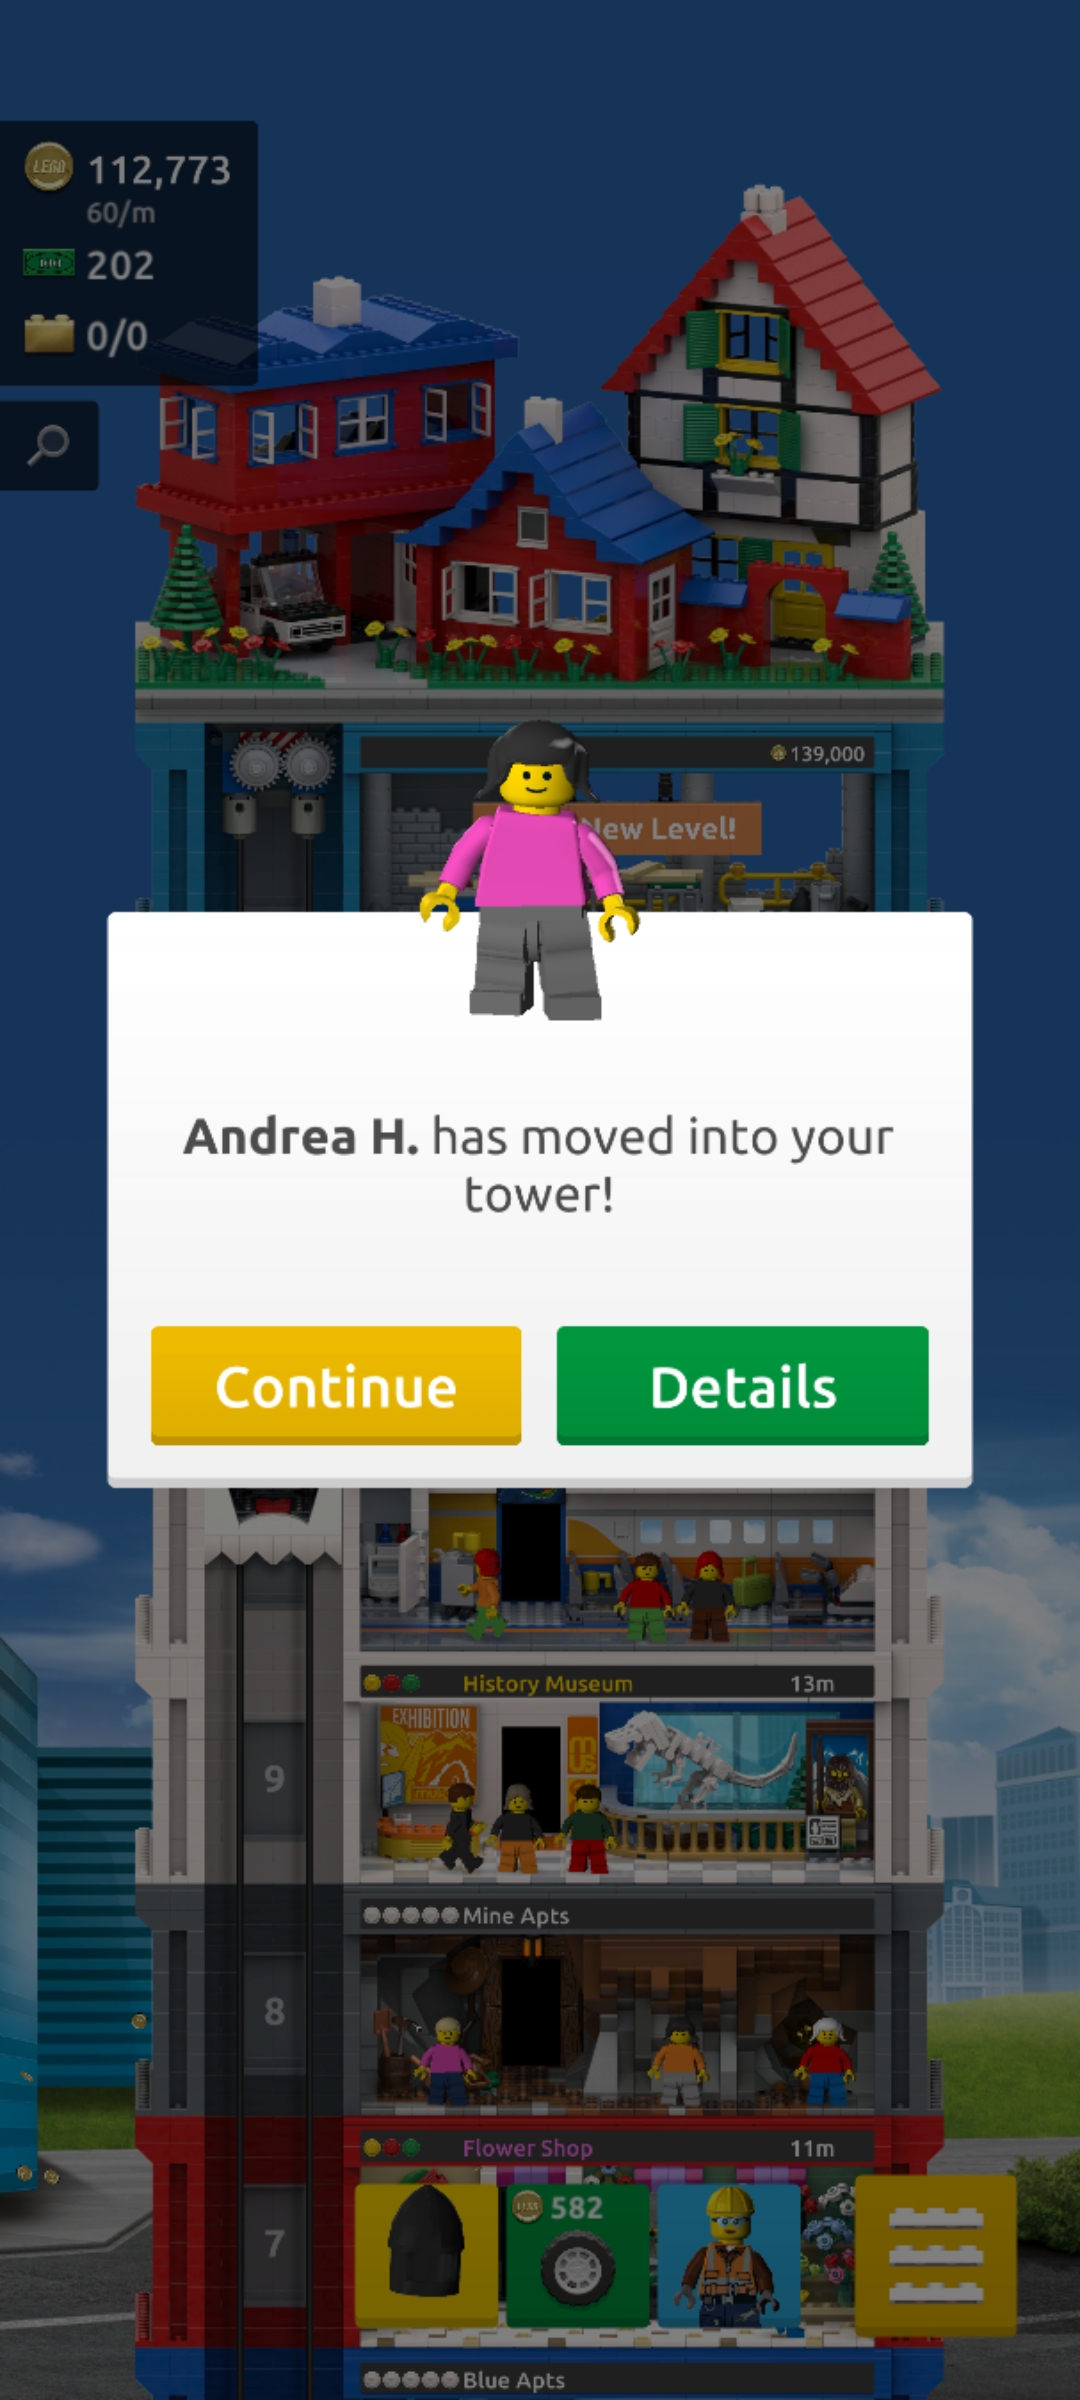 LEGO 112,773
60/m
202
0/0
139,000
New Level!
Andrea H. has moved into your
tower!
Continue
Details
History Museum
13m
EXHIBITION
9
Mine Apts
8
Flower Shop
11m
582
7
Blue Apts